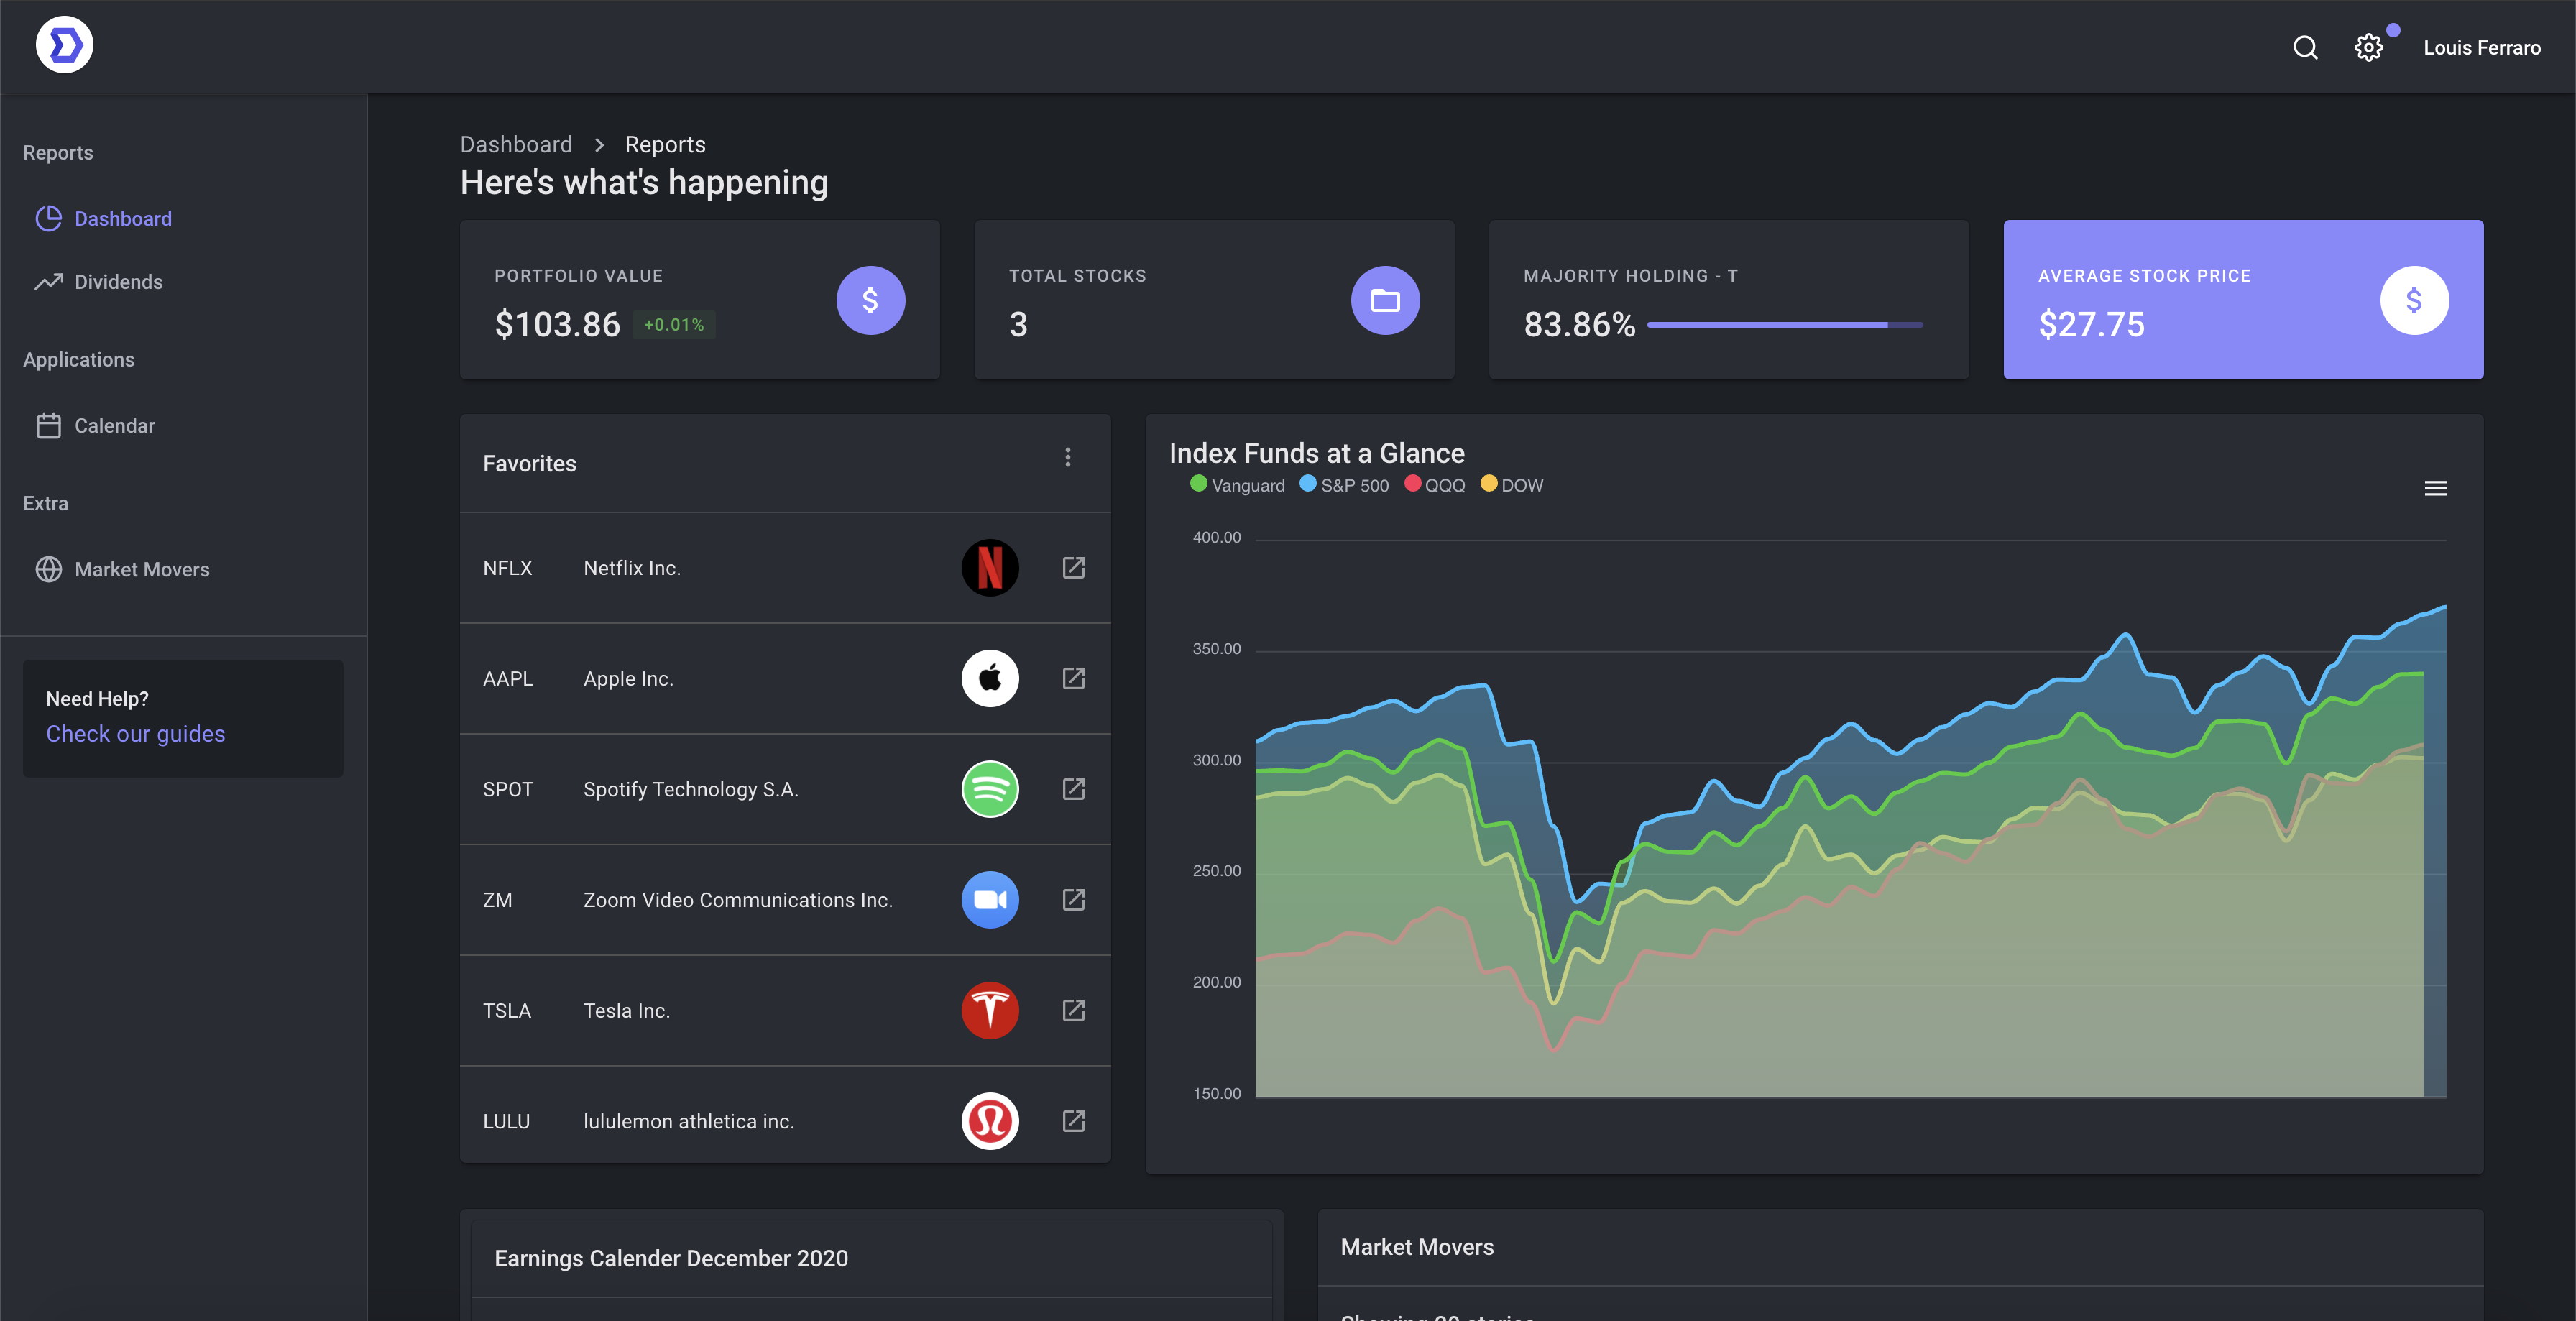 Louis Ferraro
Reports
Dashboard
Dividends
Applications
Calendar
Extra
Market Movers
Need Help?
Check our guides
Dashboard > Reports
Here's what's happening
PORTFOLIO VALUE
$103.86 +0.01%
$
TOTAL STOCKS
3
MAJORITY HOLDING - T
83.86%
AVERAGE STOCK PRICE
$27.75
$
Favorites
NFLX Netflix Inc.
AAPL Apple Inc.
SPOT Spotify Technology S.A.
ZM Zoom Video Communications Inc.
TSLA Tesla Inc.
LULU lululemon athletica inc.
Index Funds at a Glance
Vanguard S&P 500 QQQ DOW
400.00
350.00
300.00
250.00
200.00
150.00
Earnings Calender December 2020
Market Movers